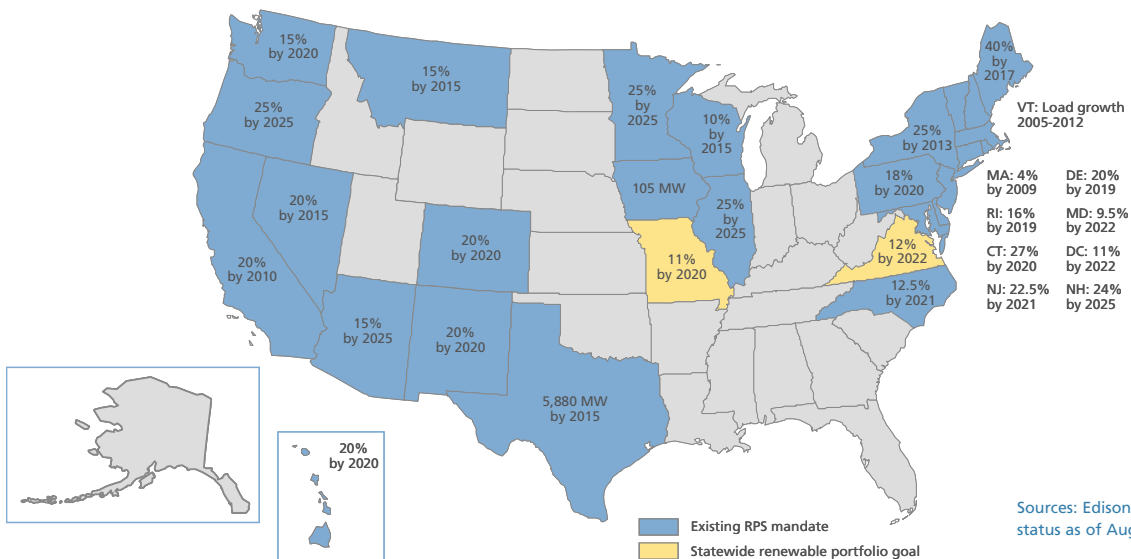 15%
by 2020
15%
by 2015
25%
by 2025
20%
by 2015
20%
by 2010
20%
by 2020
15%
by 2025
20%
by 2020
5,880 MW
by 2015
25%
by
2025
10%
by
2015
105 MW
25%
by
2025
11%
by 2020
40%
by
2017
25%
by 2013
18%
by 2020
12%
by 2022
12.5%
by 2021
VT: Load growth
2005-2012
MA: 4%
by 2009
DE: 20%
by 2019
RI: 16%
by 2019
MD: 9.5%
by 2022
CT: 27%
by 2020
DC: 11%
by 2022
NJ: 22.5%
by 2021
NH: 24%
by 2025
20%
by 2020
Existing RPS mandate
Statewide renewable portfolio goal
Sources: Edison
status as of Aug